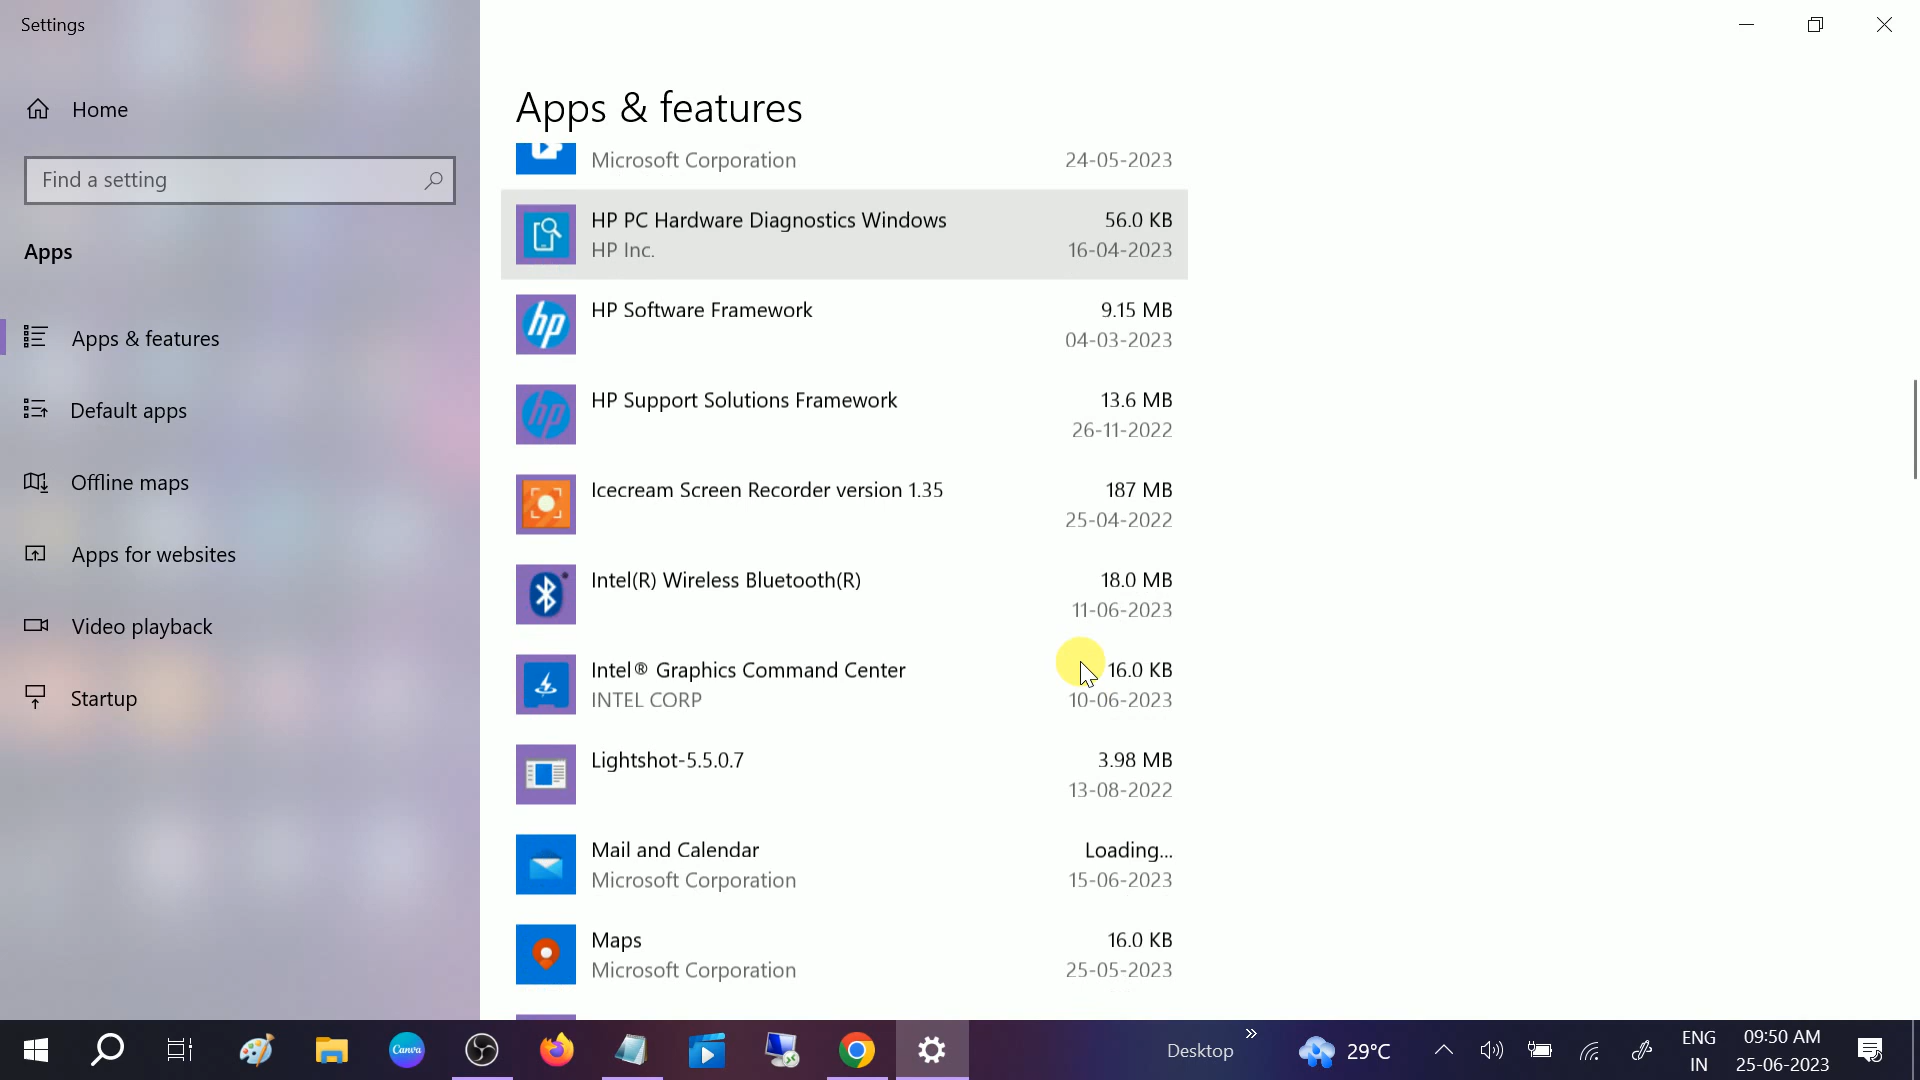 Settings
Home
Find a setting
Apps
Apps & features
Default apps
Offline maps
Apps for websites
Video playback
Startup
Apps & features
Microsoft Corporation 24-05-2023
HP PC Hardware Diagnostics Windows 56.0 KB
HP Inc. 16-04-2023
HP Software Framework 9.15 MB
04-03-2023
HP Support Solutions Framework 13.6 MB
26-11-2022
Icecream Screen Recorder version 1.35 187 MB
25-04-2022
Intel(R) Wireless Bluetooth(R) 18.0 MB
11-06-2023
Intel® Graphics Command Center 16.0 KB
INTEL CORP 10-06-2023
Lightshot-5.5.0.7 3.98 MB
13-08-2022
Mail and Calendar Loading...
Microsoft Corporation 15-06-2023
Maps 16.0 KB
Microsoft Corporation 25-05-2023
hp
hp
Canva
Desktop
29°C
ENG
IN
09:50 AM
25-06-2023